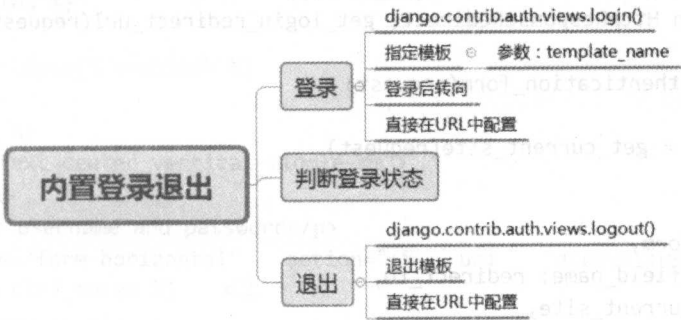 django.contrib.auth.views.login()
指定模板 参数：template_name
登录
登录后转向
直接在URL中配置
内置登录退出
判断登录状态
django.contrib.auth.views.logout()
退出模板
退出
直接在URL中配置